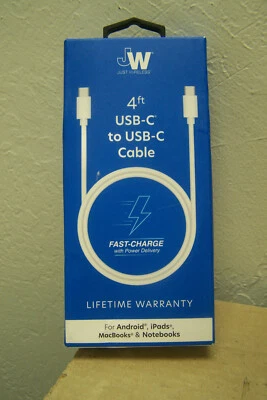 JW
JUST WIRELESS®
4ft
USB-C®
to USB-C
Cable
FAST-CHARGE
with Power Delivery
LIFETIME WARRANTY
For Android™, iPads®,
MacBooks® & Notebooks